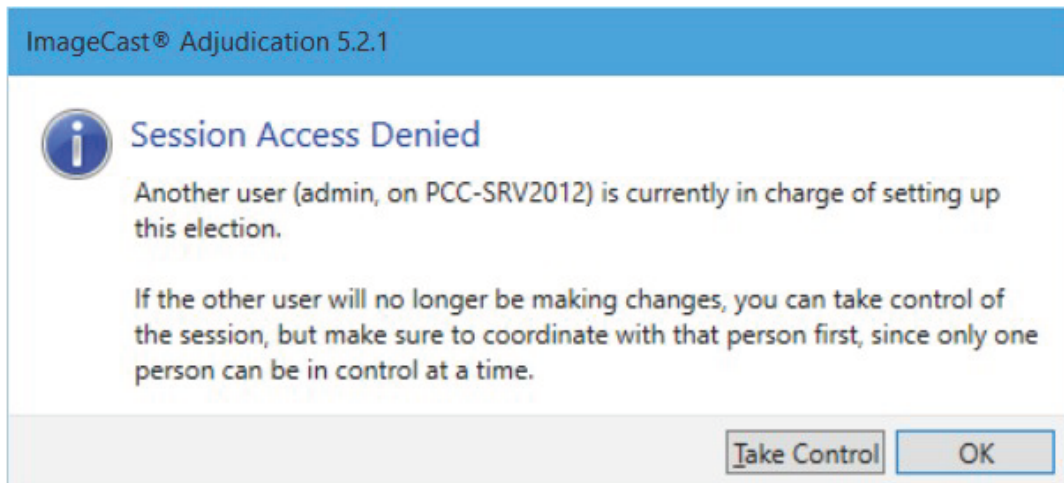 ImageCast® Adjudication 5.2.1
Session Access Denied
Another user (admin, on PCC-SRV2012) is currently in charge of setting up
this election.
If the other user will no longer be making changes, you can take control of
the session, but make sure to coordinate with that person first, since only one
person can be in control at a time.
Take Control OK